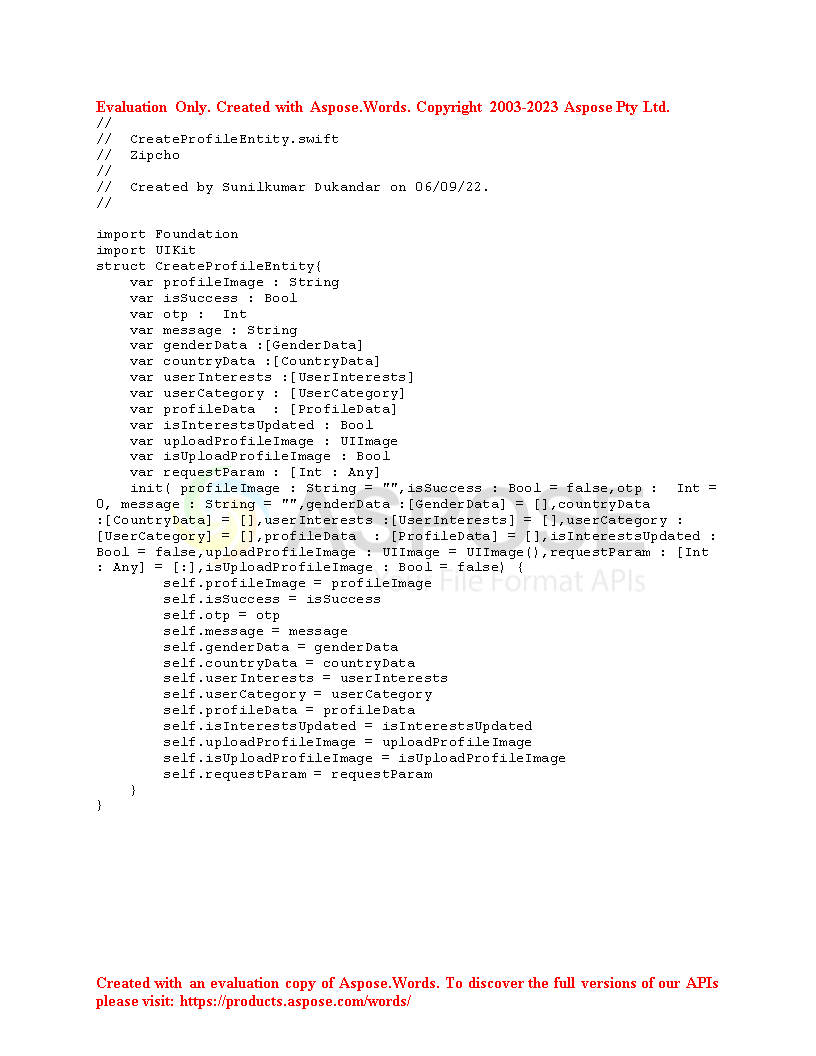 Evaluation Only. Created with Aspose.Words. Copyright 2003-2023 Aspose Pty Ltd.
//
//  CreateProfileEntity.swift
//  Zipcho
//
//  Created by Sunilkumar Dukandar on 06/09/22.
//
import Foundation
import UIKit
struct CreateProfileEntity{
    var profileImage : String
    var isSuccess : Bool
    var otp :  Int
    var message : String
    var genderData :[GenderData]
    var countryData :[CountryData]
    var userInterests :[UserInterests]
    var userCategory : [UserCategory]
    var profileData  : [ProfileData]
    var isInterestsUpdated : Bool
    var uploadProfileImage : UIImage
    var isUploadProfileImage : Bool
    var requestParam : [Int : Any]
    init( profileImage : String = "",isSuccess : Bool = false,otp :  Int =
0, message : String = "",genderData :[GenderData] = [],countryData
:[CountryData] = [],userInterests :[UserInterests] = [],userCategory :
[UserCategory] = [],profileData  : [ProfileData] = [],isInterestsUpdated :
Bool = false,uploadProfileImage : UIImage = UIImage(),requestParam : [Int
: Any] = [:],isUploadProfileImage : Bool = false) {
        self.profileImage = profileImage
        self.isSuccess = isSuccess
        self.otp = otp
        self.message = message
        self.genderData = genderData
        self.countryData = countryData
        self.userInterests = userInterests
        self.userCategory = userCategory
        self.profileData = profileData
        self.isInterestsUpdated = isInterestsUpdated
        self.uploadProfileImage = uploadProfileImage
        self.isUploadProfileImage = isUploadProfileImage
        self.requestParam = requestParam
    }
}
ASPOSE
Your File Format APIs
Created with an evaluation copy of Aspose.Words. To discover the full versions of our APIs
please visit: https://products.aspose.com/words/